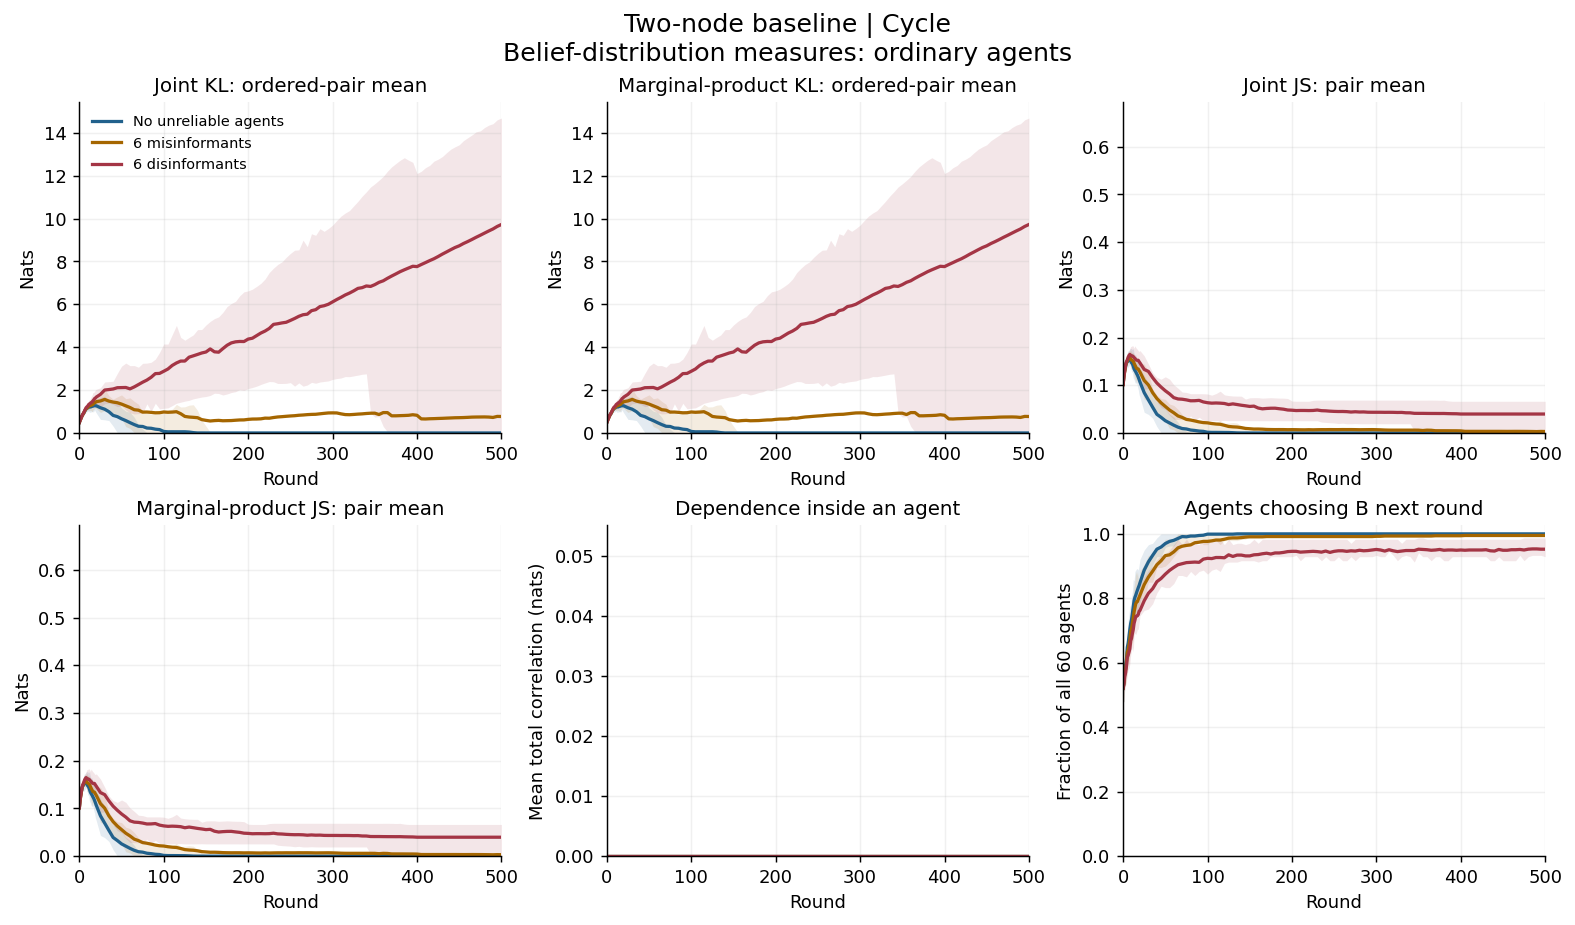 Two-node baseline | Cycle
Belief-distribution measures: ordinary agents
Joint KL: ordered-pair mean
No unreliable agents
6 misinformants
6 disinformants
Nats
14
12
10
8
6
4
2
0
0 100 200 300 400 500
Round
Marginal-product KL: ordered-pair mean
Nats
14
12
10
8
6
4
2
0
0 100 200 300 400 500
Round
Joint JS: pair mean
Nats
0.6
0.5
0.4
0.3
0.2
0.1
0.0
0 100 200 300 400 500
Round
Marginal-product JS: pair mean
Nats
0.6
0.5
0.4
0.3
0.2
0.1
0.0
0 100 200 300 400 500
Round
Dependence inside an agent
Mean total correlation (nats)
0.05
0.04
0.03
0.02
0.01
0.00
0 100 200 300 400 500
Round
Agents choosing B next round
Fraction of all 60 agents
1.0
0.8
0.6
0.4
0.2
0.0
0 100 200 300 400 500
Round